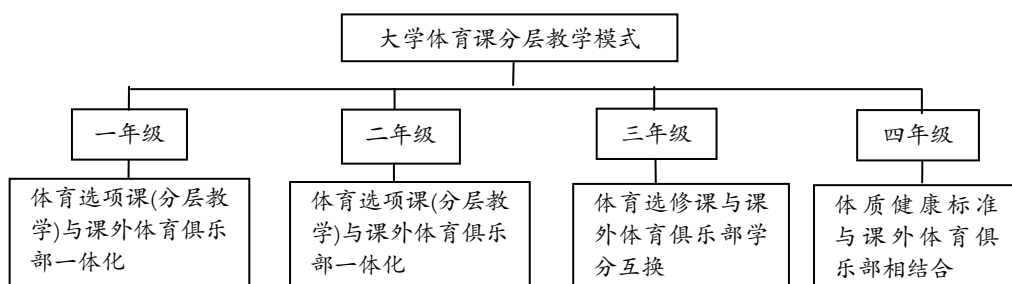 大学体育课分层教学模式
一年级
二年级
三年级
四年级
体育选项课(分层教
学)与课外体育俱乐
部一体化
体育选项课(分层教
学)与课外体育俱乐
部一体化
体育选修课与课
外体育俱乐部学
分互换
体质健康标准
与课外体育俱
乐部相结合